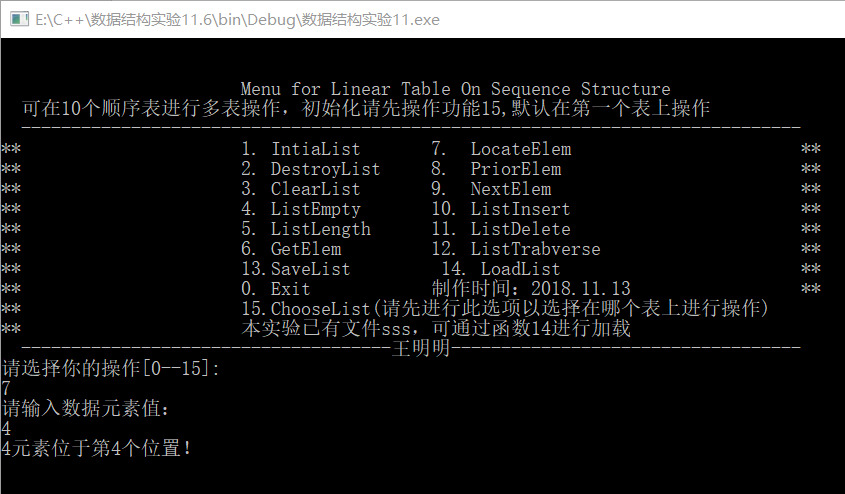 E:\C++\数据结构实验11.6\bin\Debug\数据结构实验11.exe
Menu for Linear Table On Sequence Structure
可在10个顺序表进行多表操作，初始化请先操作功能15,默认在第一个表上操作
-------------------------------------------------------------------------------
** 1. IntiaList 7. LocateElem **
** 2. DestroyList 8. PriorElem **
** 3. ClearList 9. NextElem **
** 4. ListEmpty 10. ListInsert **
** 5. ListLength 11. ListDelete **
** 6. GetElem 12. ListTrabverse **
** 13.SaveList 14. LoadList **
** 0. Exit 制作时间：2018.11.13 **
** 15.ChooseList(请先进行此选项以选择在哪个表上进行操作)
** 本实验已有文件sss，可通过函数14进行加载
-------------------------------------王明明-----------------------------------
请选择你的操作[0--15]:
7
请输入数据元素值：
4
4元素位于第4个位置！